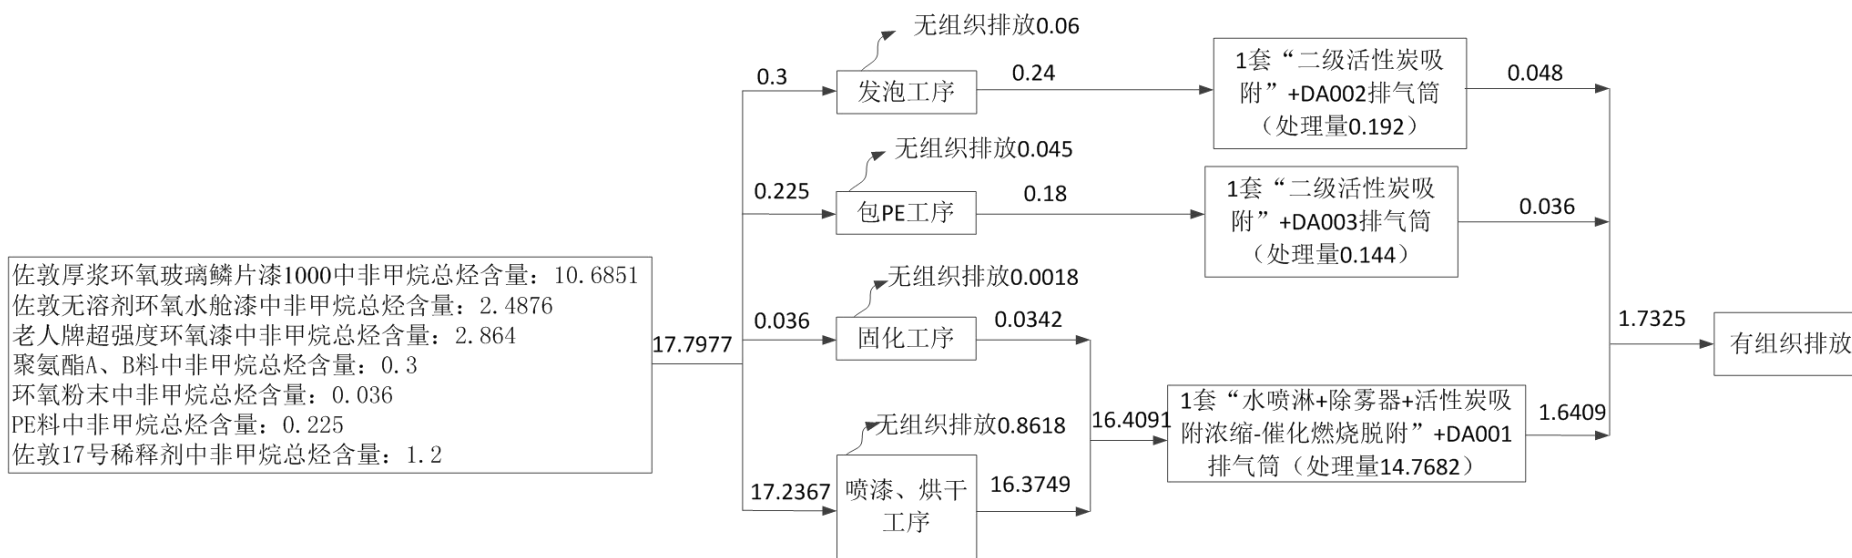 佐敦厚浆环氧玻璃鳞片漆1000中非甲烷总烃含量：10.6851
佐敦无溶剂环氧水舱漆中非甲烷总烃含量：2.4876
老人牌超强度环氧漆中非甲烷总烃含量：2.864
聚氨酯A、B料中非甲烷总烃含量：0.3
环氧粉末中非甲烷总烃含量：0.036
PE料中非甲烷总烃含量：0.225
佐敦17号稀释剂中非甲烷总烃含量：1.2
17.7977
无组织排放0.06
0.3
发泡工序
0.24
1套“二级活性炭吸
附”+DA002排气筒
（处理量0.192）
0.048
无组织排放0.045
0.225
包PE工序
0.18
1套“二级活性炭吸
附”+DA003排气筒
（处理量0.144）
0.036
无组织排放0.0018
0.036
固化工序
0.0342
无组织排放0.8618
17.2367
喷漆、烘干
工序
16.3749
16.4091
1套“水喷淋+除雾器+活性炭吸
附浓缩-催化燃烧脱附”+DA001
排气筒（处理量14.7682）
1.6409
1.7325
有组织排放